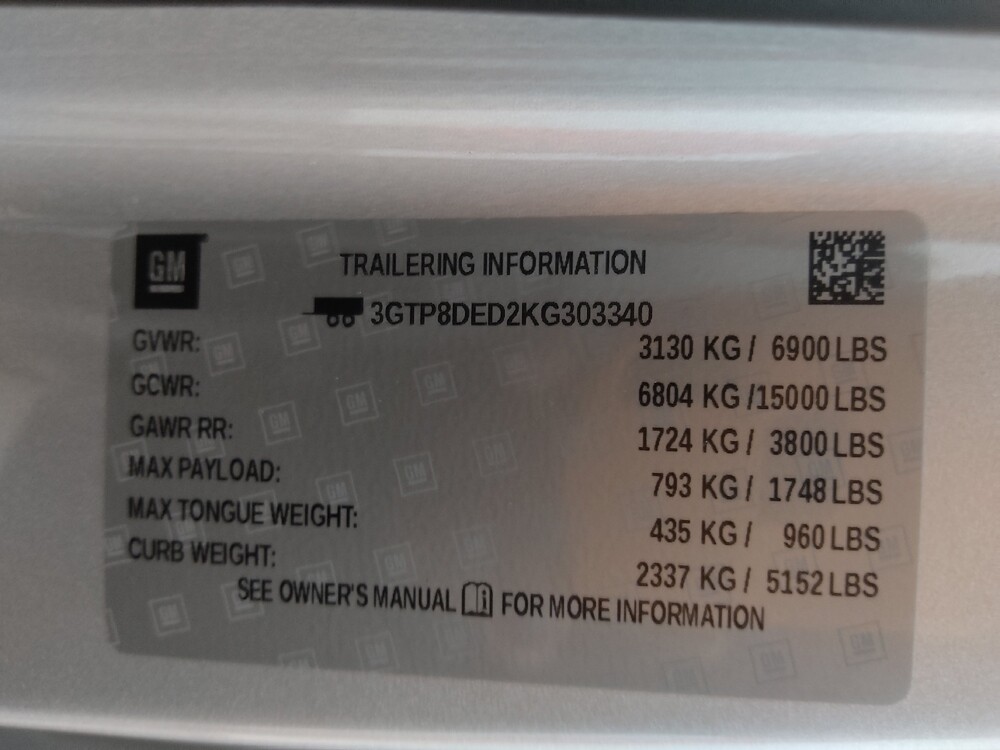 GM
TRAILERING INFORMATION
3GTP8DED2KG303340
GVWR: 3130 KG / 6900 LBS
GCWR: 6804 KG /15000 LBS
GAWR RR: 1724 KG / 3800 LBS
MAX PAYLOAD: 793 KG / 1748 LBS
MAX TONGUE WEIGHT: 435 KG / 960 LBS
CURB WEIGHT: 2337 KG / 5152 LBS
SEE OWNER'S MANUAL FOR MORE INFORMATION